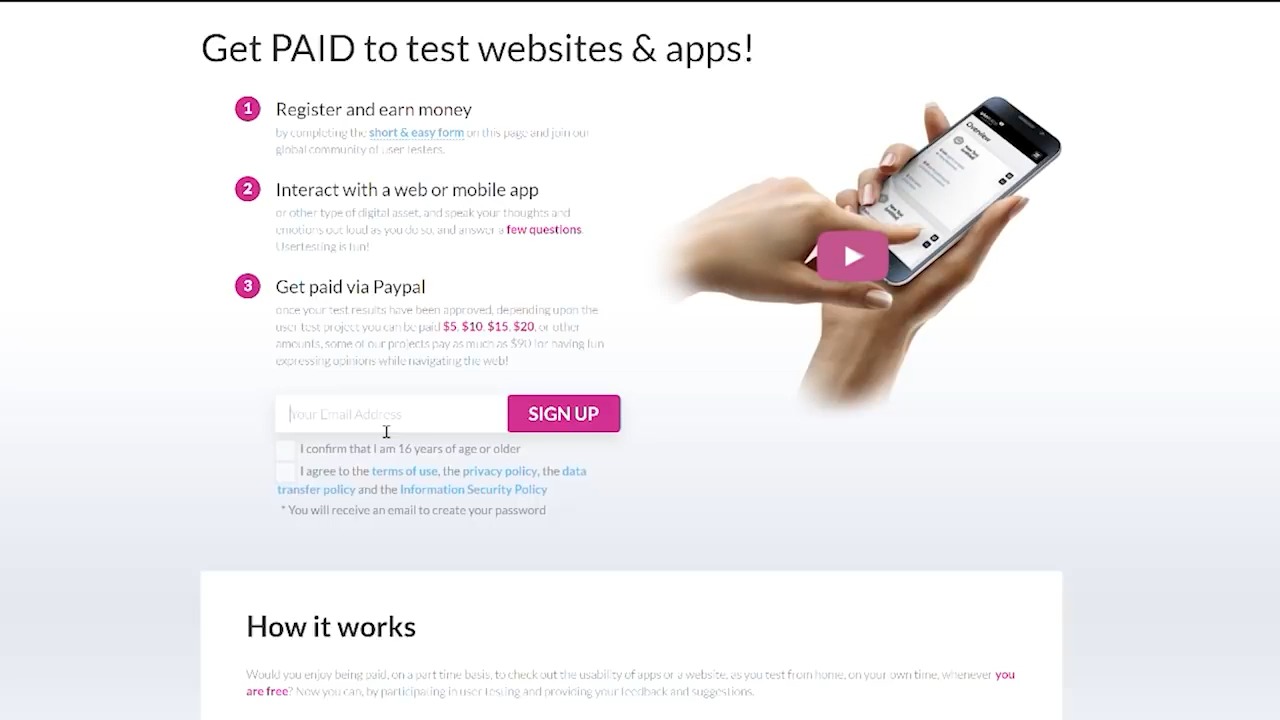 Get PAID to test websites & apps!
1
Register and earn money
by completing the short & easy form on this page and join our
global community of user testers.
2
Interact with a web or mobile app
or other type of digital asset, and speak your thoughts and
emotions out loud as you do so, and answer a few questions.
Usertesting is fun!
3
Get paid via Paypal
once your test results have been approved, depending upon the
user test project you can be paid $5, $10, $15, $20, or other
amounts, some of our projects pay as much as $90 for having fun
expressing opinions while navigating the web!
Overview
Your Email Address
SIGN UP
I confirm that I am 16 years of age or older
I agree to the terms of use, the privacy policy, the data
transfer policy and the Information Security Policy
* You will receive an email to create your password
How it works
Would you enjoy being paid, on a part time basis, to check out the usability of apps or a website, as you test from home, on your own time, whenever you
are free? Now you can, by participating in user testing and providing your feedback and suggestions.